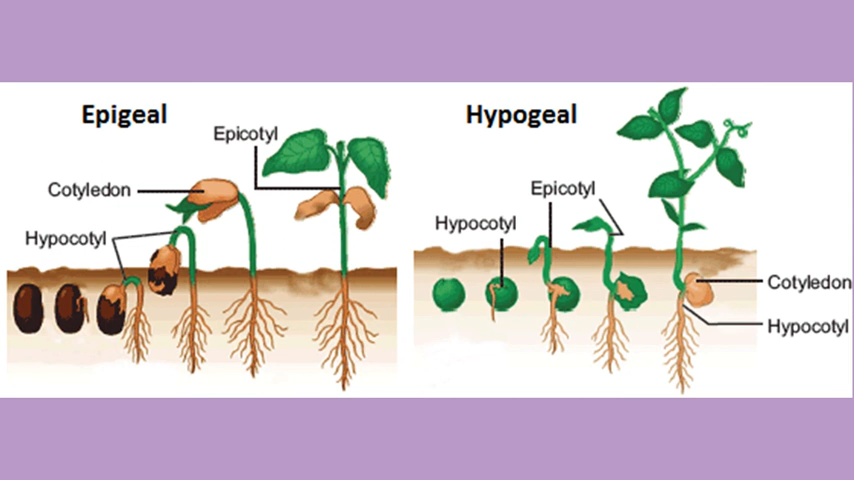 Epigeal
Epicotyl
Cotyledon
Hypocotyl
Hypogeal
Epicotyl
Hypocotyl
Cotyledon
Hypocotyl